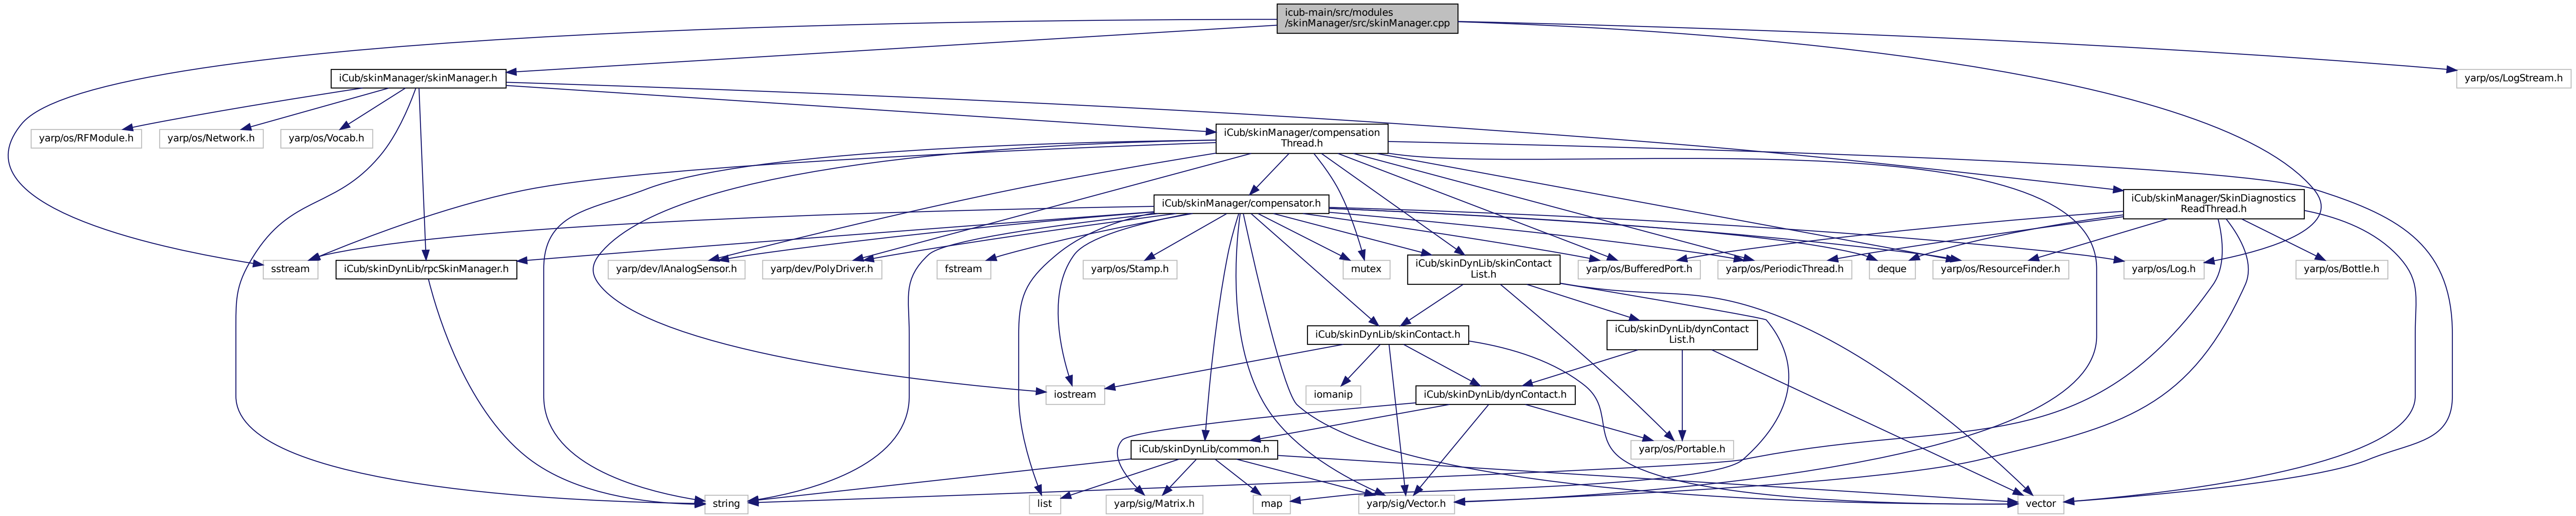 icub-main/src/modules
/skinManager/src/skinManager.cpp
iCub/skinManager/skinManager.h
yarp/os/LogStream.h
yarp/os/RFModule.h
yarp/os/Network.h
yarp/os/Vocab.h
iCub/skinManager/compensation
Thread.h
iCub/skinManager/compensator.h
iCub/skinManager/SkinDiagnostics
ReadThread.h
sstream
iCub/skinDynLib/rpcSkinManager.h
yarp/dev/IAnalogSensor.h
yarp/dev/PolyDriver.h
fstream
yarp/os/Stamp.h
mutex
iCub/skinDynLib/skinContact
List.h
yarp/os/BufferedPort.h
yarp/os/PeriodicThread.h
deque
yarp/os/ResourceFinder.h
yarp/os/Log.h
yarp/os/Bottle.h
iCub/skinDynLib/skinContact.h
iCub/skinDynLib/dynContact
List.h
iostream
iomanip
iCub/skinDynLib/dynContact.h
iCub/skinDynLib/common.h
yarp/os/Portable.h
string
list
yarp/sig/Matrix.h
map
yarp/sig/Vector.h
vector